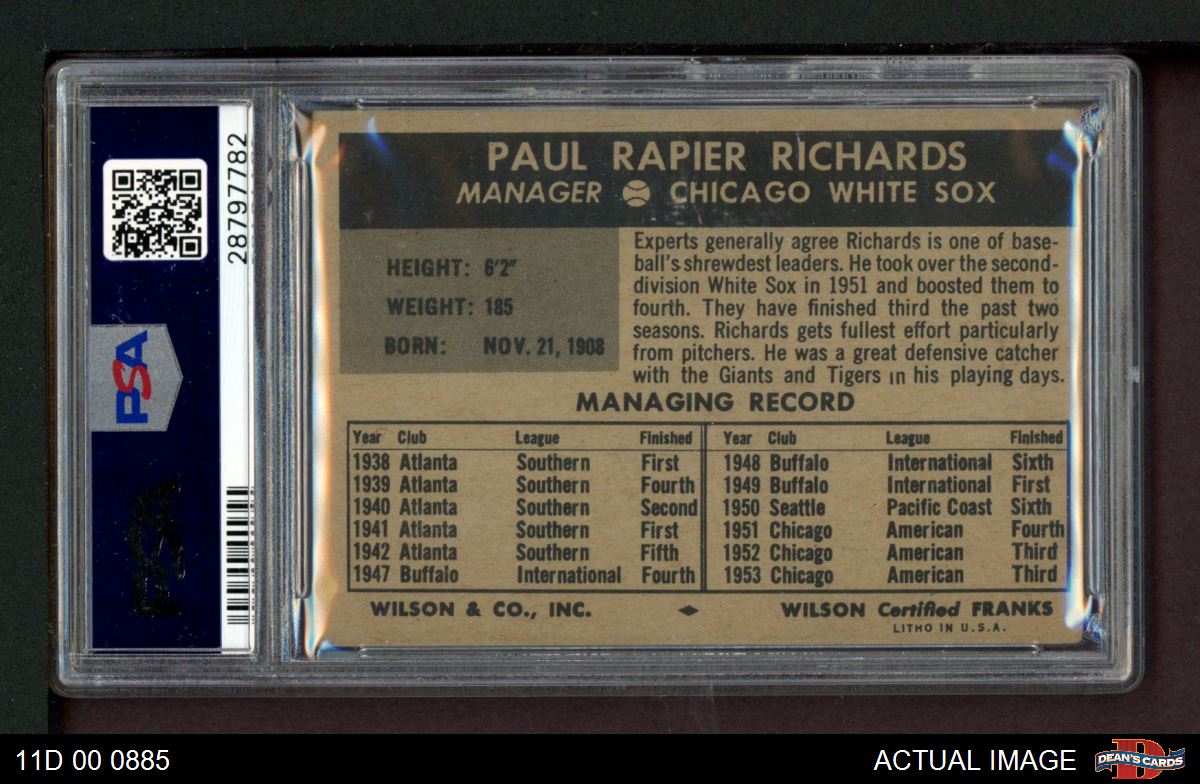 28797782
PSA
PSA
PAUL RAPIER RICHARDS
MANAGER CHICAGO WHITE SOX
HEIGHT: 6'2"
WEIGHT: 185
BORN: NOV. 21, 1908
Experts generally agree Richards is one of base-
ball's shrewdest leaders. He took over the second-
division White Sox in 1951 and boosted them to
fourth. They have finished third the past two
seasons. Richards gets fullest effort particularly
from pitchers. He was a great defensive catcher
with the Giants and Tigers in his playing days.
MANAGING RECORD
Year Club League Finished
1938 Atlanta Southern First
1939 Atlanta Southern Fourth
1940 Atlanta Southern Second
1941 Atlanta Southern First
1942 Atlanta Southern Fifth
1947 Buffalo International Fourth
Year Club League Finished
1948 Buffalo International Sixth
1949 Buffalo International First
1950 Seattle Pacific Coast Sixth
1951 Chicago American Fourth
1952 Chicago American Third
1953 Chicago American Third
WILSON & CO., INC. WILSON Certified FRANKS
LITHO IN U.S.A.
11D 00 0885
ACTUAL IMAGE
D
DEAN'S CARDS